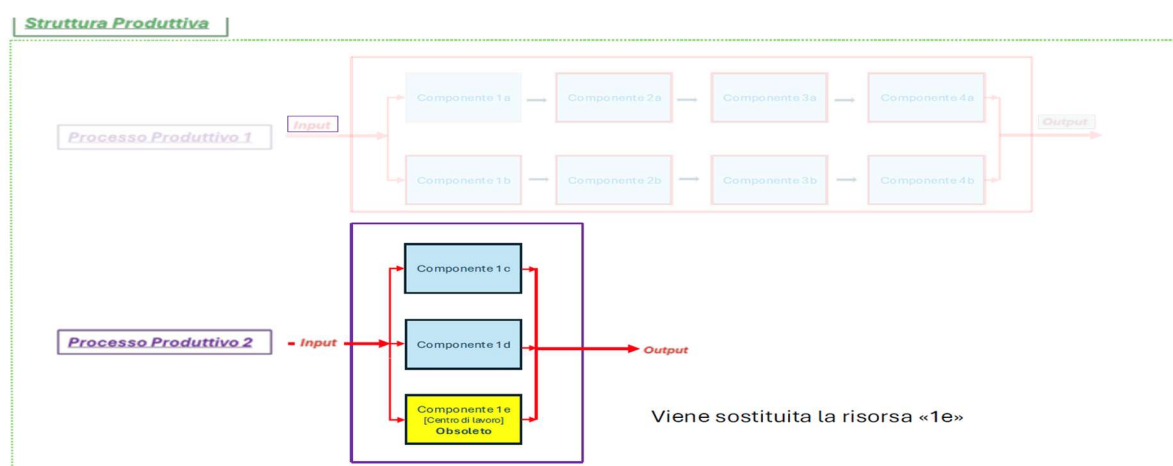 Struttura Produttiva
Componente 1a
Componente 2a
Componente 3a
Componente 4a
Input
Output
Processo Produttivo 1
Componente 1b
Componente 2b
Componente 3b
Componente 4b
Componente 1c
Processo Produttivo 2
Input
Componente 1d
Output
Componente 1e
[Centro di lavoro]
Obsoleto
Viene sostituita la risorsa «1e»